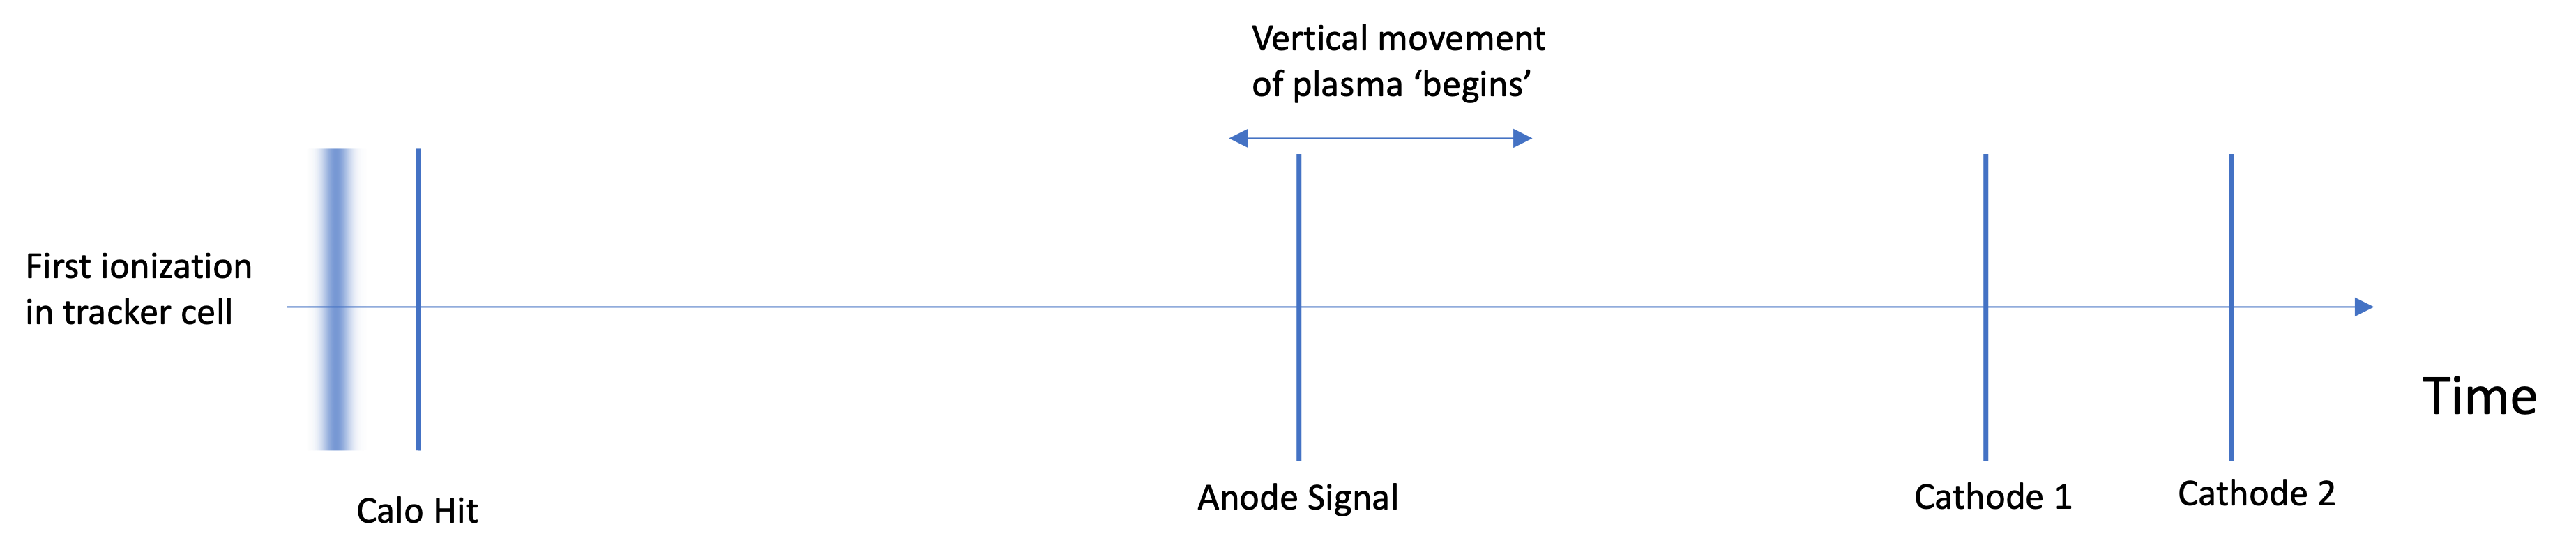 Vertical movement
of plasma ‘begins’
First ionization
in tracker cell
Time
Calo Hit
Anode Signal
Cathode 1
Cathode 2